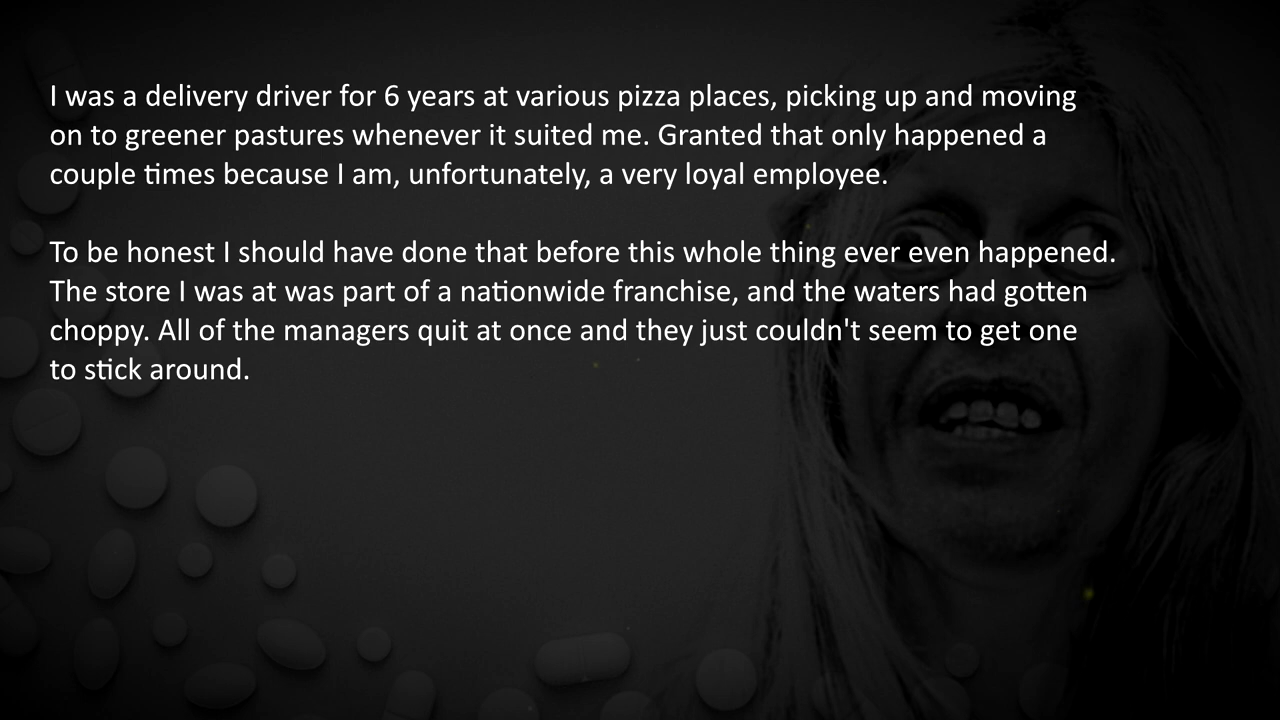 I was a delivery driver for 6 years at various pizza places, picking up and moving
on to greener pastures whenever it suited me. Granted that only happened a
couple times because I am, unfortunately, a very loyal employee.
To be honest I should have done that before this whole thing ever even happened.
The store I was at was part of a nationwide franchise, and the waters had gotten
choppy. All of the managers quit at once and they just couldn't seem to get one
to stick around.